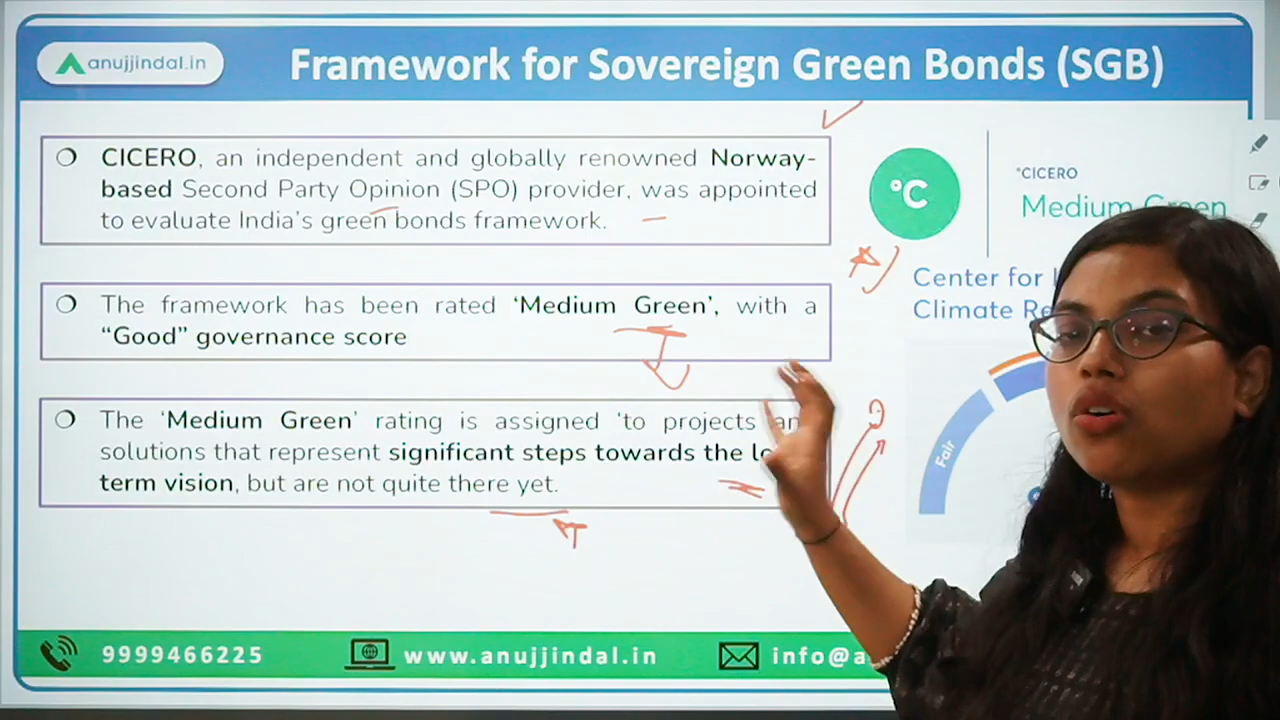 anujjindal.in
Framework for Sovereign Green Bonds (SGB)
❍ CICERO, an independent and globally renowned Norway-
based Second Party Opinion (SPO) provider, was appointed
to evaluate India's green bonds framework.
❍ The framework has been rated ‘Medium Green’, with a
“Good” governance score
❍ The ‘Medium Green’ rating is assigned ‘to projects
solutions that represent significant steps towards the
term vision, but are not quite there yet.
°C
°CICERO
Medium Green
Center for
Climate
Fair
9999466225
www.anujjindal.in